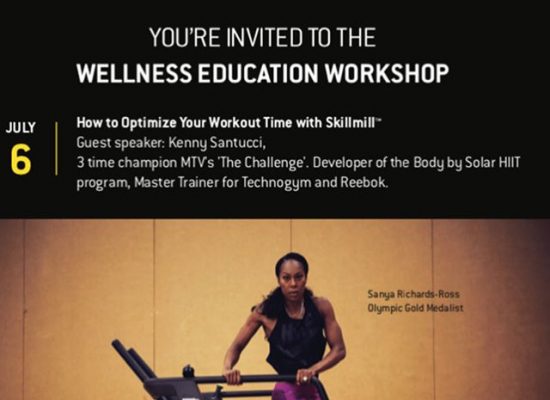 YOU'RE INVITED TO THE
WELLNESS EDUCATION WORKSHOP
JULY
6
How to Optimize Your Workout Time with Skillmill™
Guest speaker: Kenny Santucci,
3 time champion MTV's 'The Challenge'. Developer of the Body by Solar HIIT
program, Master Trainer for Technogym and Reebok.
Sanya Richards-Ross
Olympic Gold Medalist